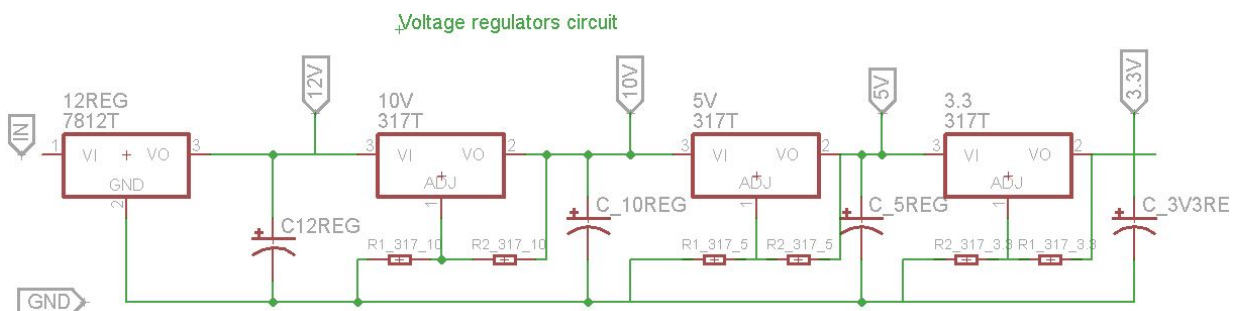 Voltage regulators circuit
12V
10V
5V
3.3V
12REG
7812T
10V
317T
5V
317T
3.3
317T
IN
1
VI
VO
3
GND
2
3
VI
VO
2
ADJ
1
3
VI
VO
2
ADJ
1
3
VI
VO
2
ADJ
1
C12REG
C_10REG
C_5REG
C_3V3RE
R1_317_10
R2_317_10
R1_317_5
R2_317_5
R2_317_3.3
R1_317_3.3
GND